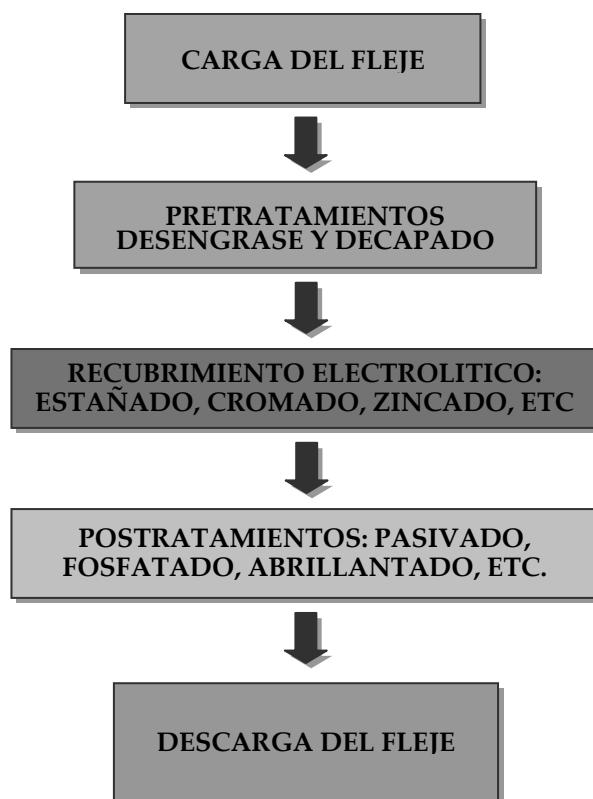 CARGA DEL FLEJE
PRETRATAMIENTOS
DESENGRASE Y DECAPADO
RECUBRIMIENTO ELECTROLITICO:
ESTAÑADO, CROMADO, ZINCADO, ETC
POSTRATAMIENTOS: PASIVADO,
FOSFATADO, ABRILLANTADO, ETC.
DESCARGA DEL FLEJE